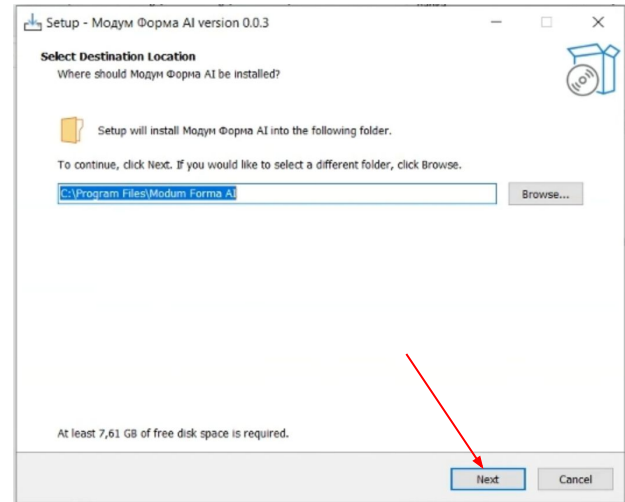 Setup - Модум Форма AI version 0.0.3
Select Destination Location
Where should Модум Форма AI be installed?
Setup will install Модум Форма AI into the following folder.
To continue, click Next. If you would like to select a different folder, click Browse.
C:\Program Files\Modum Forma AI
Browse...
At least 7,61 GB of free disk space is required.
Next
Cancel